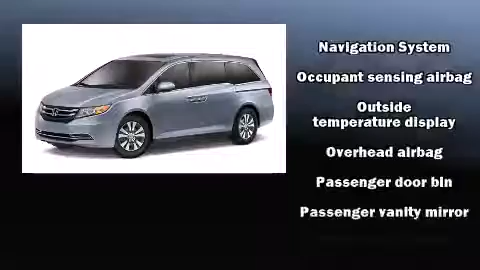 Navigation System
Occupant sensing airbag
Outside
temperature display
Overhead airbag
Passenger door bin
Passenger vanity mirror